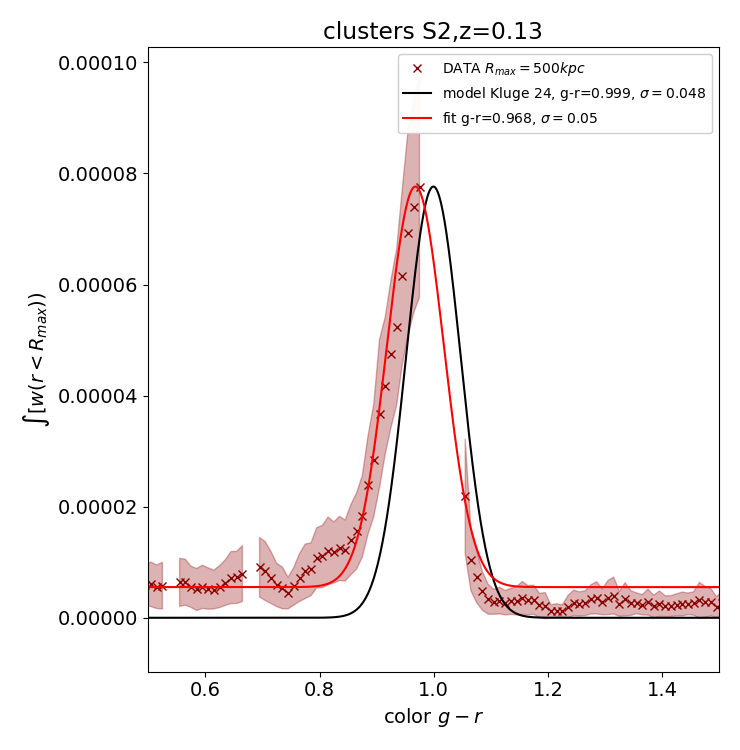 clusters S2,z=0.13
DATA $R_{max} = 500kpc$
model Kluge 24, g-r=0.999, $\sigma = 0.048$
fit g-r=0.968, $\sigma = 0.05$
0.00010
0.00008
0.00006
0.00004
0.00002
0.00000
$\int[w(r < R_{max}))$
0.6 0.8 1.0 1.2 1.4
color $g - r$